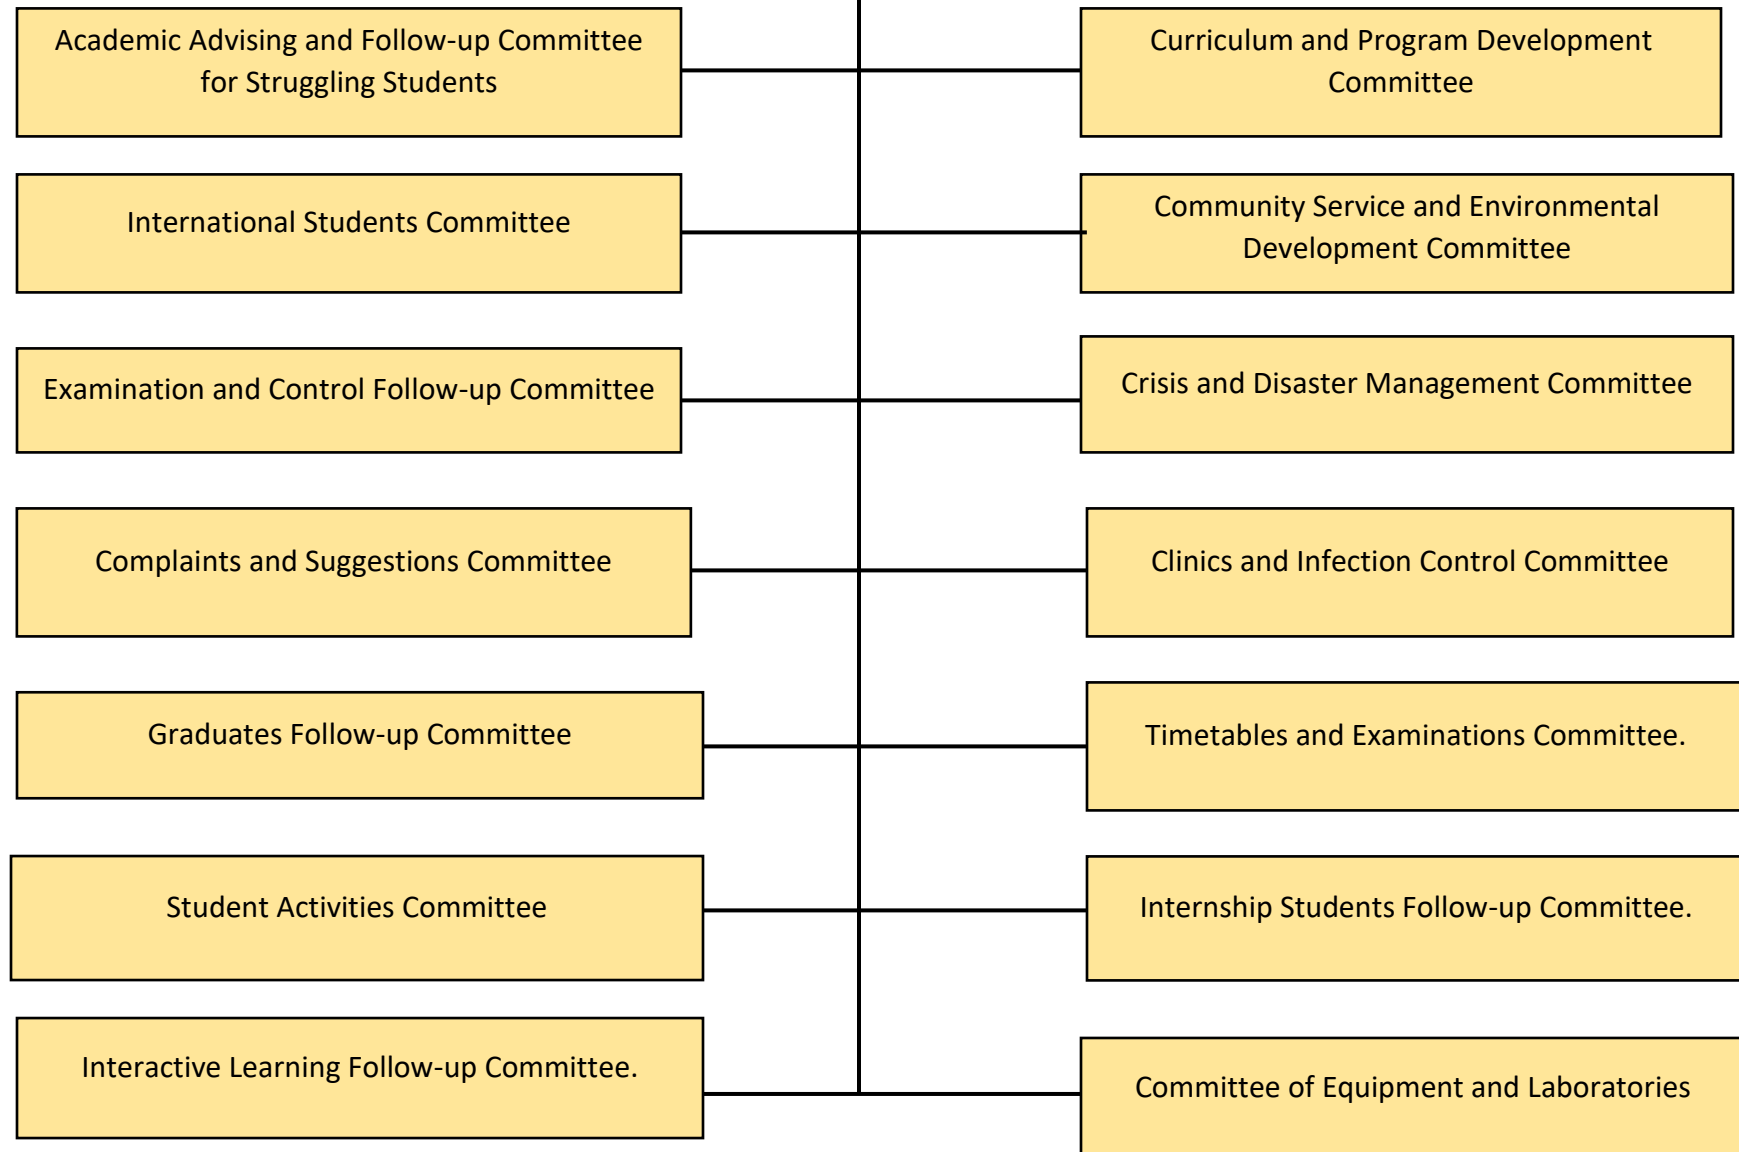 Academic Advising and Follow-up Committee
for Struggling Students
Curriculum and Program Development
Committee
International Students Committee
Community Service and Environmental
Development Committee
Examination and Control Follow-up Committee
Crisis and Disaster Management Committee
Complaints and Suggestions Committee
Clinics and Infection Control Committee
Graduates Follow-up Committee
Timetables and Examinations Committee.
Student Activities Committee
Internship Students Follow-up Committee.
Interactive Learning Follow-up Committee.
Committee of Equipment and Laboratories